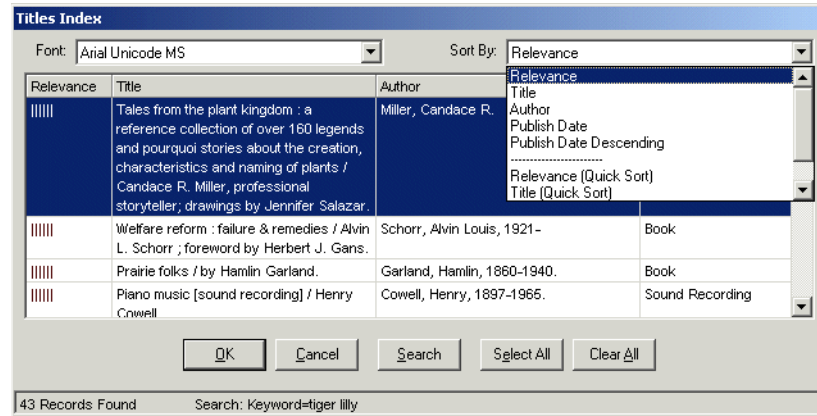 Titles Index
Font: Arial Unicode MS Sort By: Relevance
Relevance
Title
Author
Publish Date
Publish Date Descending
------------------------
Relevance (Quick Sort)
Title (Quick Sort)
Relevance Title Author
Tales from the plant kingdom : a
reference collection of over 160 legends
and pourquoi stories about the creation,
characteristics and naming of plants /
Candace R. Miller, professional
storyteller; drawings by Jennifer Salazar.
Miller, Candace R.
Welfare reform : failure & remedies / Alvin
L. Schorr ; foreword by Herbert J. Gans.
Schorr, Alvin Louis, 1921-
Book
Prairie folks / by Hamlin Garland.
Garland, Hamlin, 1860-1940.
Book
Piano music [sound recording] / Henry
Cowell
Cowell, Henry, 1897-1965.
Sound Recording
OK Cancel Search Select All Clear All
43 Records Found Search: Keyword=tiger lilly